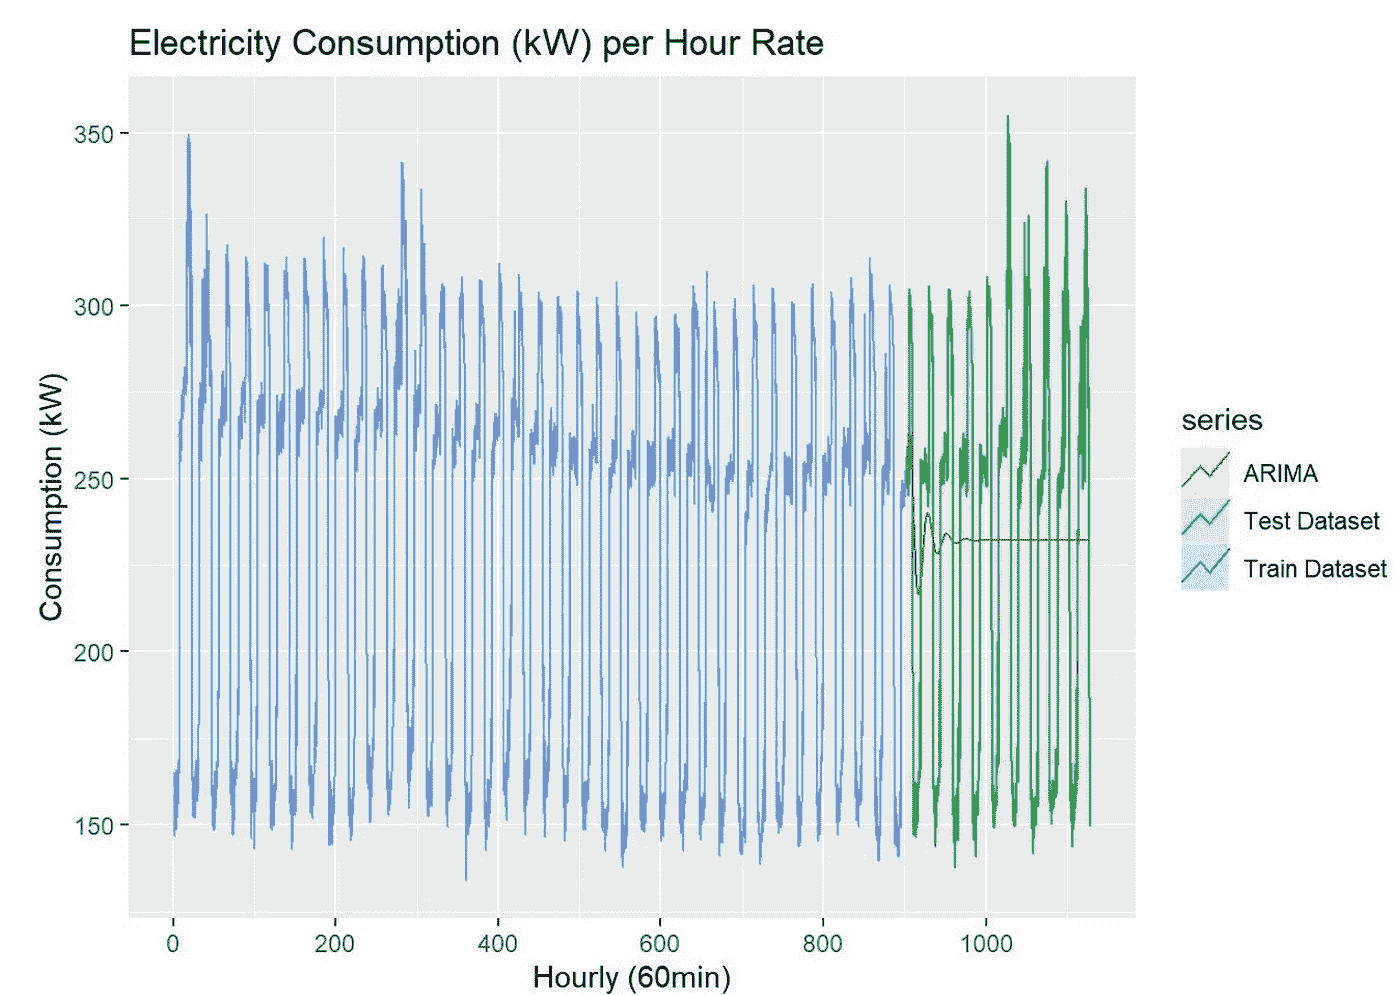 Electricity Consumption (kW) per Hour Rate
350
300
250
200
150
Consumption (kW)
0 200 400 600 800 1000
Hourly (60min)
series
ARIMA
Test Dataset
Train Dataset